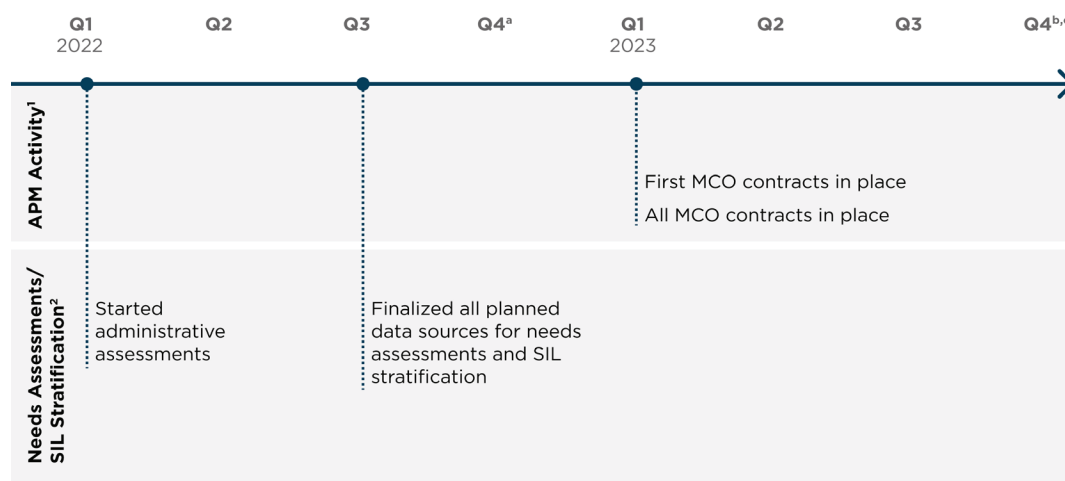 Q1 Q2 Q3 Q4ᵃ Q1 Q2 Q3 Q4ᵇ,
2022 2023
APM Activity¹
First MCO contracts in place
All MCO contracts in place
Needs Assessments/
SIL Stratification²
Started
administrative
assessments
Finalized all planned
data sources for needs
assessments and SIL
stratification